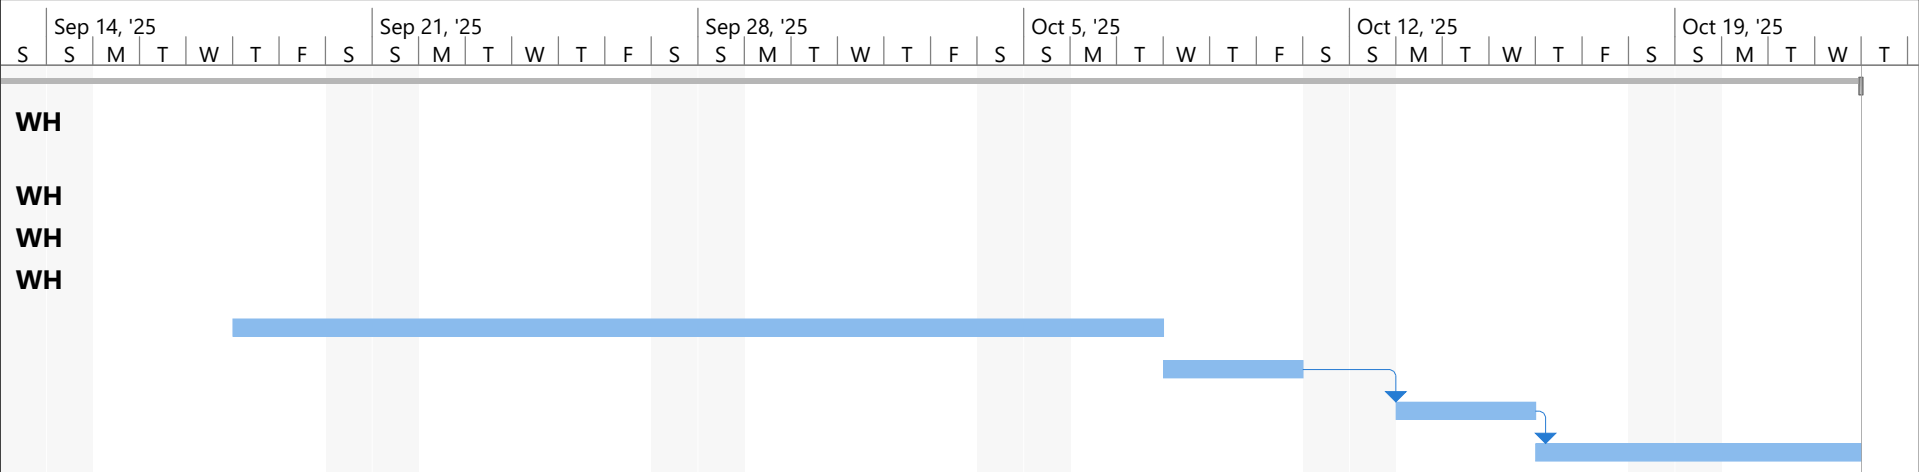 Sep 14, '25 Sep 21, '25 Sep 28, '25 Oct 5, '25 Oct 12, '25 Oct 19, '25
S S M T W T F S S M T W T F S S M T W T F S S M T W T F S S M T W T F S S M T W T
WH
WH
WH
WH